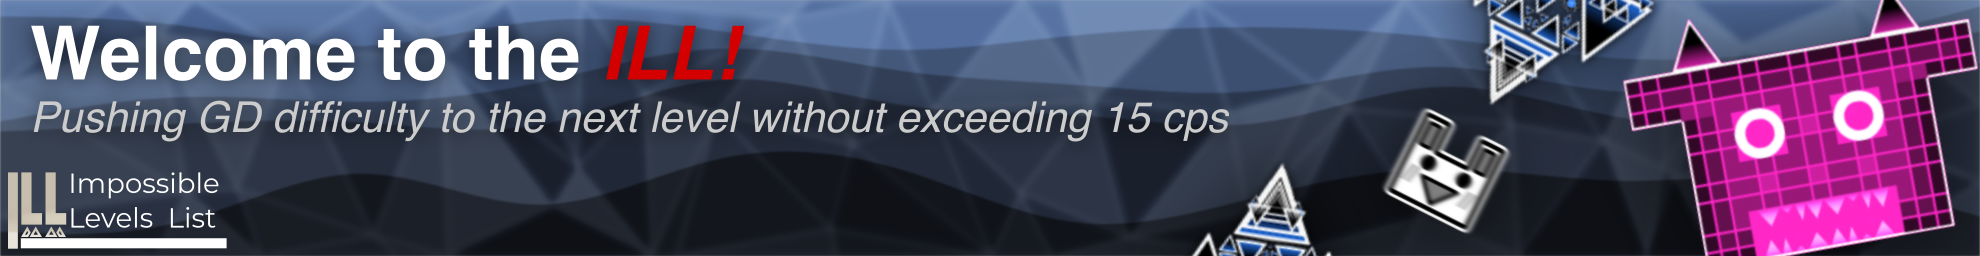 Welcome to the ILL!
Pushing GD difficulty to the next level without exceeding 15 cps
ILL
Impossible
Levels List